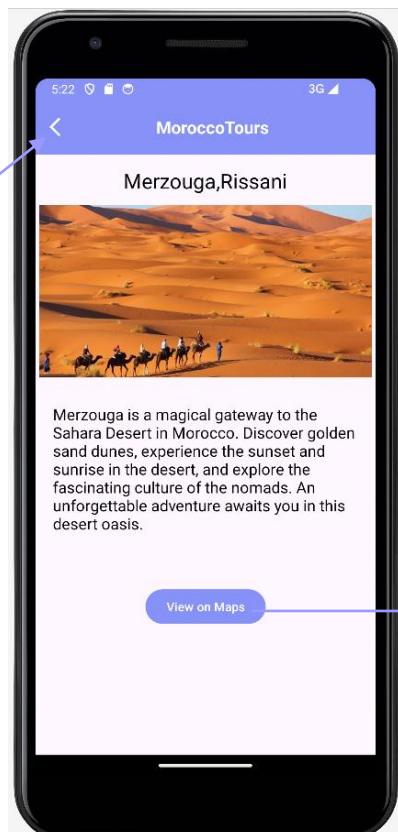 5:22 3G
MoroccoTours
Merzouga,Rissani
Merzouga is a magical gateway to the
Sahara Desert in Morocco. Discover golden
sand dunes, experience the sunset and
sunrise in the desert, and explore the
fascinating culture of the nomads. An
unforgettable adventure awaits you in this
desert oasis.
View on Maps